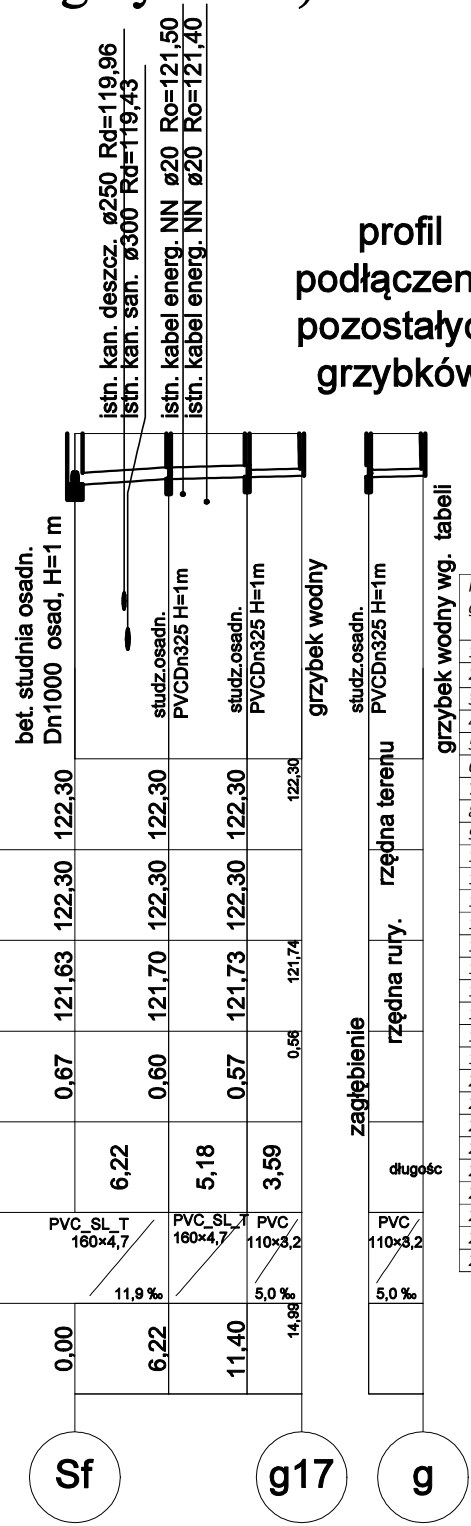 istn. kan. deszcz. ø250 Rd=119,96
istn. kan. san. ø300 Rd=119,43
istn. kabel energ. NN ø20 Ro=121,50
istn. kabel energ. NN ø20 Ro=121,40
profil
podłączen
pozostałyc
grzybków
bet. studnia osadn.
Dn1000 osad, H=1 m
studz.osadn.
PVCDn325 H=1m
studz.osadn.
PVCDn325 H=1m
grzybek wodny
studz.osadn.
PVCDn325 H=1m
grzybek wodny wg. tabeli
122,30 122,30 122,30 122,30
rzędna terenu
122,30 122,30 122,30
121,63 121,70 121,73 121,74
rzędna rury.
0,67 0,60 0,57 0,56
zagłębienie
6,22 5,18 3,59
długośc
PVC_SL_T
160×4,7
11,9 ‰
PVC_SL_T
160×4,7
PVC
110×3,2
5,0 ‰
PVC
110×3,2
5,0 ‰
0,00 6,22 11,40 14,99
Sf g17 g